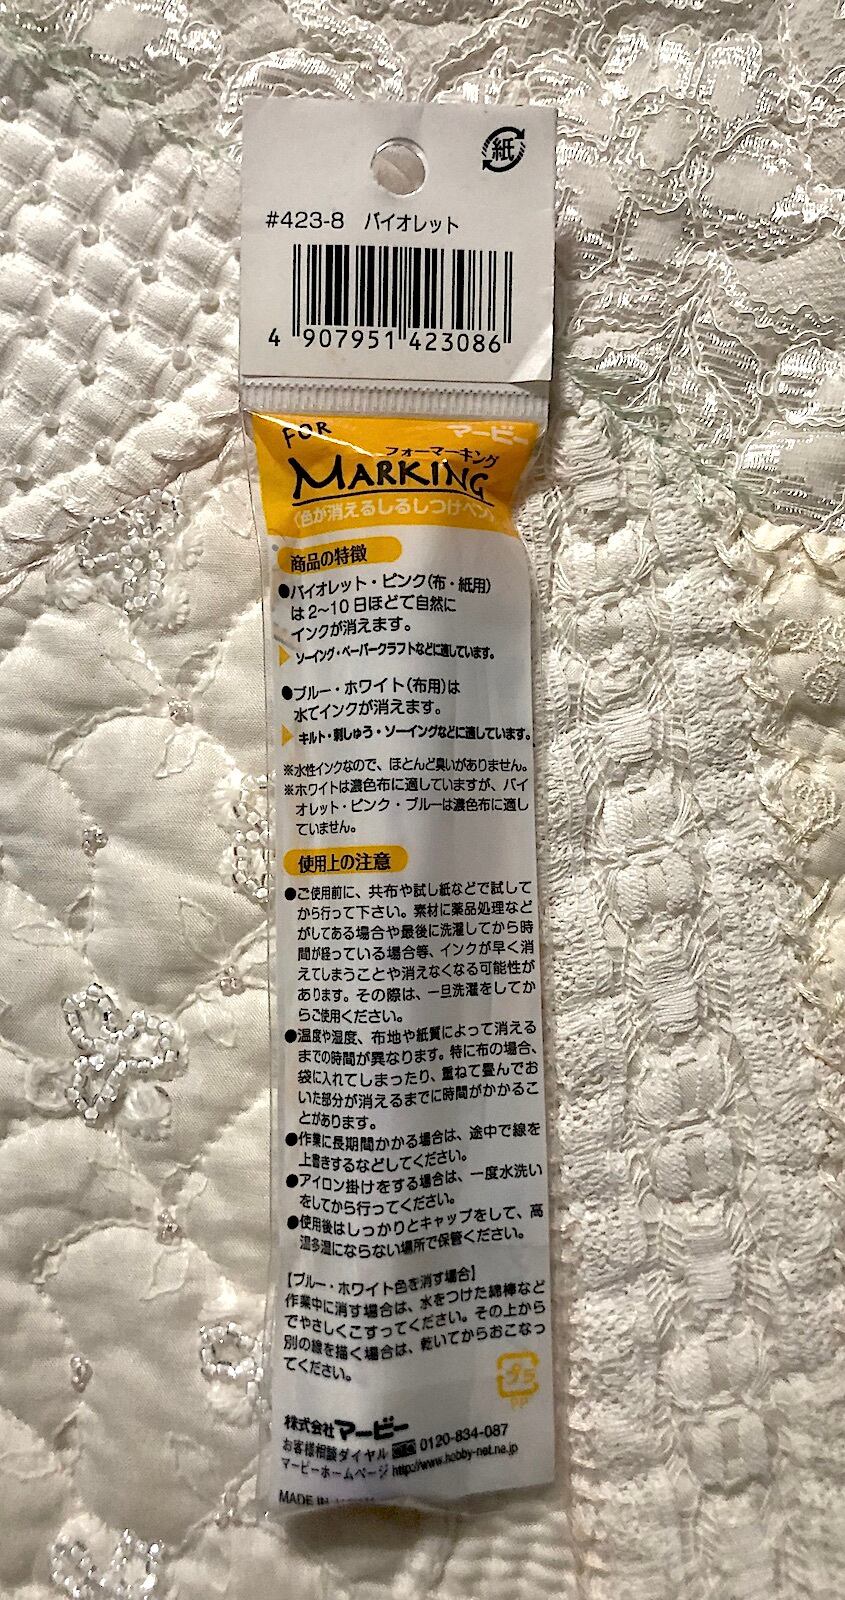 紙
#423-8 バイオレット
4 907951 423086
FOR
マービー
フォーマーキング
MARKING
〈色が消えるしるしつけペン〉
商品の特徴
●バイオレット・ピンク(布・紙用)
は2~10日ほどで自然に
インクが消えます。
ソーイング・ペーパークラフトなどに適しています。
●ブルー・ホワイト(布用)は
水でインクが消えます。
キルト・刺しゅう・ソーイングなどに適しています。
※水性インクなので、ほとんど臭いがありません。
※ホワイトは濃色布に適していますが、バイ
オレット・ピンク・ブルーは濃色布に適し
ていません。
使用上の注意
●ご使用前に、共布や試し紙などで試して
から行って下さい。素材に薬品処理など
がしてある場合や最後に洗濯してから時
間が経っている場合等、インクが早く消
えてしまうことや消えなくなる可能性が
あります。その際は、一旦洗濯をしてか
らご使用ください。
●温度や湿度、布地や紙質によって消える
までの時間が異なります。特に布の場合、
袋に入れてしまったり、重ねて畳んでお
いた部分が消えるまでに時間がかかるこ
とがあります。
●作業に長期間かかる場合は、途中で線を
上書きするなどしてください。
●アイロン掛けをする場合は、一度水洗い
をしてから行ってください。
●使用後はしっかりとキャップをして、高
温多湿にならない場所で保管ください。
【ブルー・ホワイト色を消す場合】
作業中に消す場合は、水をつけた綿棒など
でやさしくこすってください。その上から
別の線を描く場合は、乾いてからおこなっ
てください。
プラ
PP
株式会社マービー
お客様相談ダイヤル 0120-834-087
マービーホームページ http://www.hobby-net.ne.jp
MADE IN